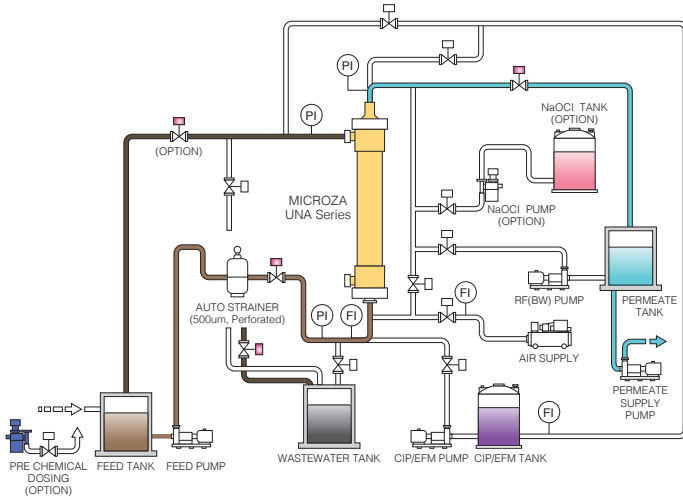 PI
NaOCl TANK
(OPTION)
PI
(OPTION)
MICROZA
UNA Series
NaOCl PUMP
(OPTION)
AUTO STRAINER
(500um, Perforated)
RF(BW) PUMP
PERMEATE
TANK
FI
PI
FI
AIR SUPPLY
PERMEATE
SUPPLY
PUMP
FI
PRE CHEMICAL
DOSING
(OPTION)
FEED TANK
FEED PUMP
WASTEWATER TANK
CIP/EFM PUMP
CIP/EFM TANK